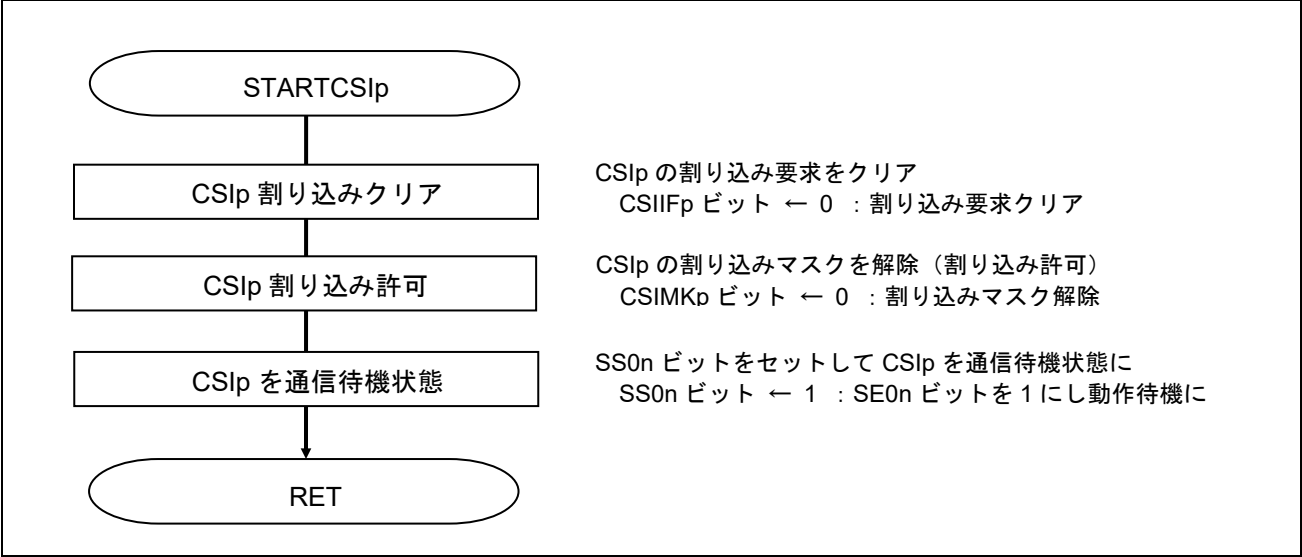 STARTCSIp
CSIp 割り込みクリア
CSIp の割り込み要求をクリア
CSIIFp ビット ← 0 ：割り込み要求クリア
CSIp 割り込み許可
CSIp の割り込みマスクを解除（割り込み許可）
CSIMKp ビット ← 0 ：割り込みマスク解除
CSIp を通信待機状態
SS0n ビットをセットして CSIp を通信待機状態に
SS0n ビット ← 1 ：SE0n ビットを 1 にし動作待機に
RET